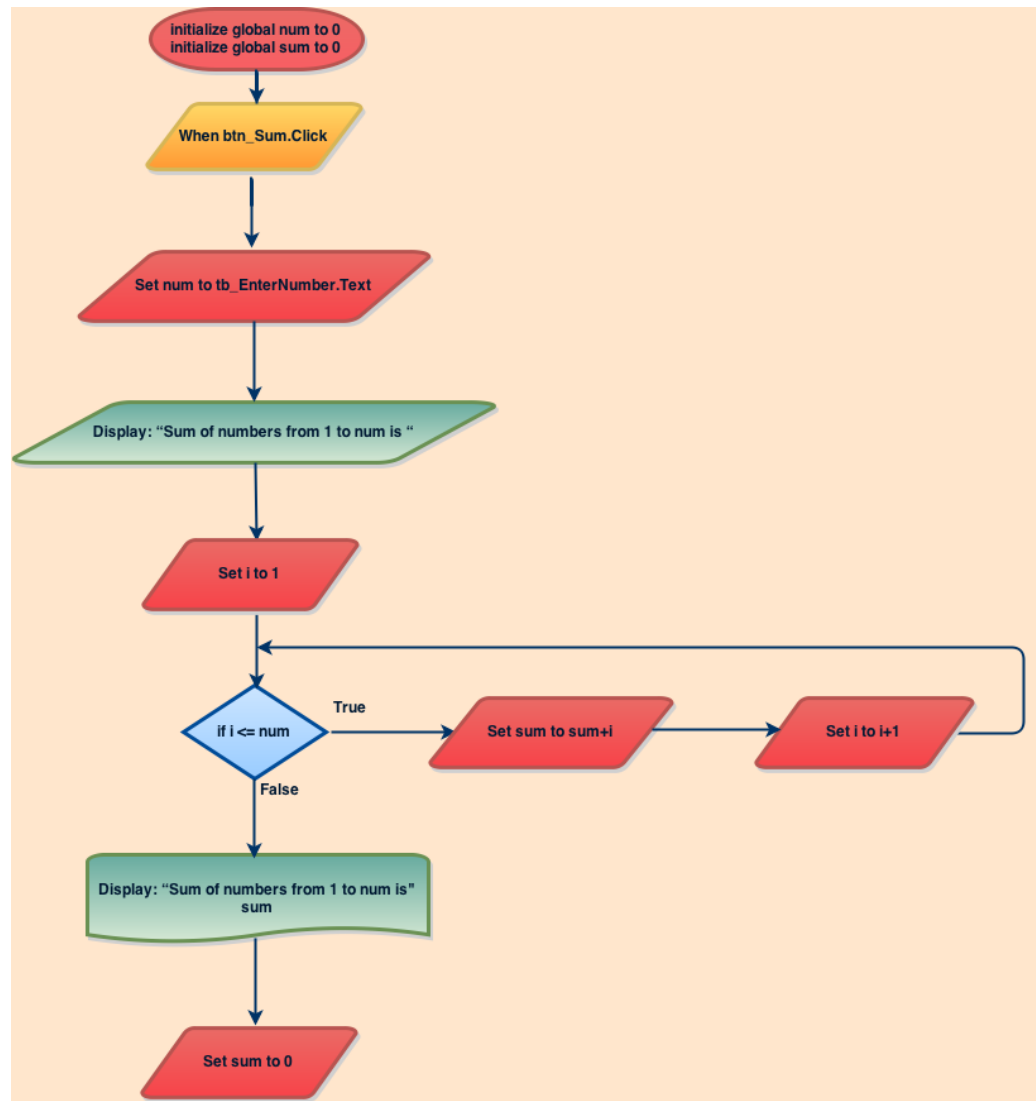 initialize global num to 0
initialize global sum to 0
When btn_Sum.Click
Set num to tb_EnterNumber.Text
Display: “Sum of numbers from 1 to num is “
Set i to 1
if i <= num
True
Set sum to sum+i
Set i to i+1
False
Display: “Sum of numbers from 1 to num is"
sum
Set sum to 0